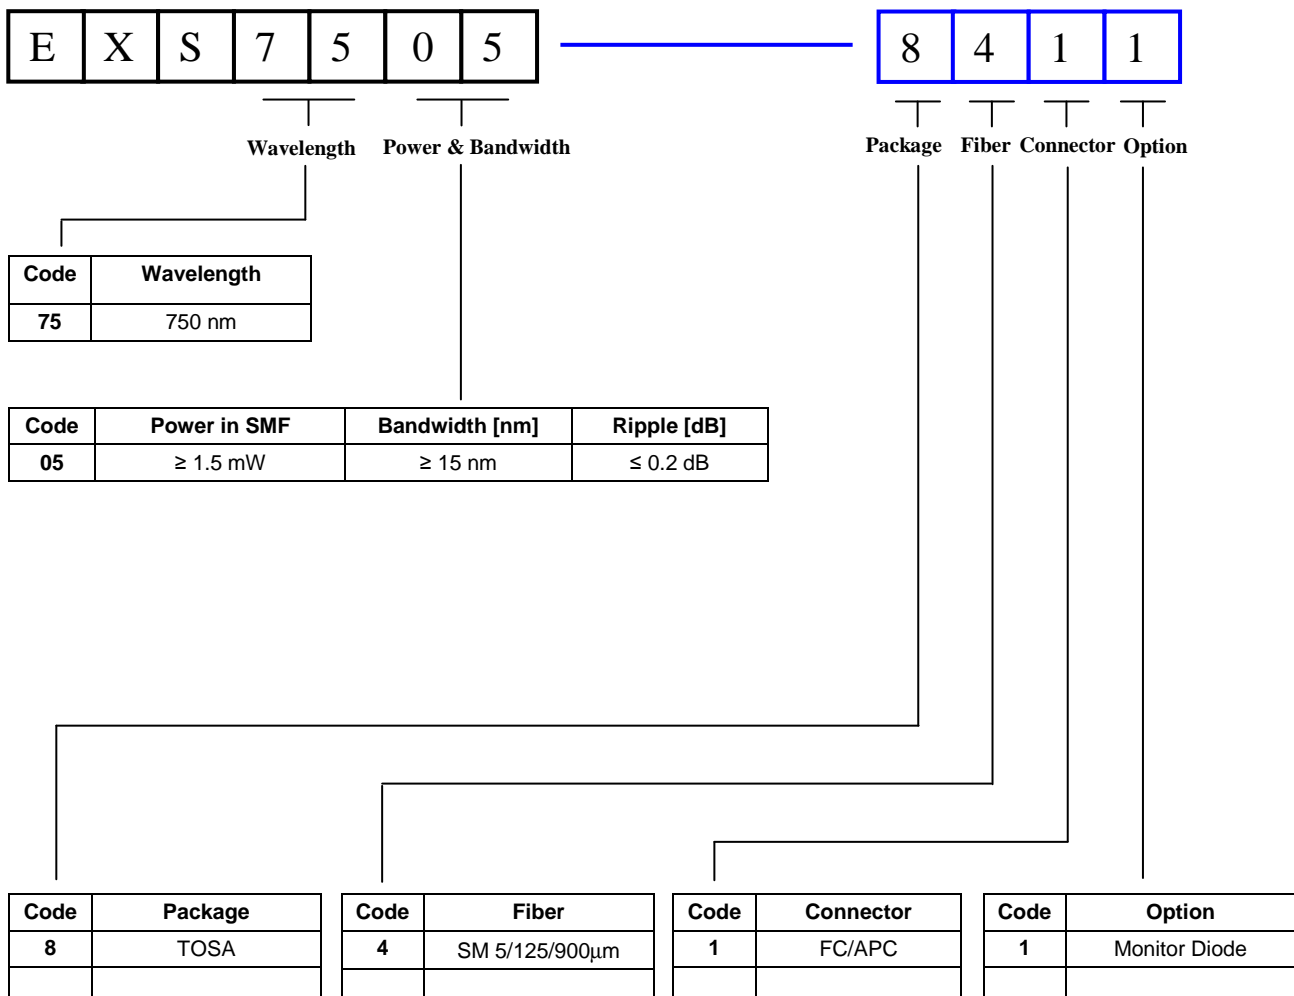 E X S 7 5 0 5 8 4 1 1
Wavelength Power & Bandwidth Package Fiber Connector Option
Code Wavelength
75 750 nm
Code Power in SMF Bandwidth [nm] Ripple [dB]
05 ≥ 1.5 mW ≥ 15 nm ≤ 0.2 dB
Code Package Code Fiber Code Connector Code Option
8 TOSA 4 SM 5/125/900μm 1 FC/APC 1 Monitor Diode